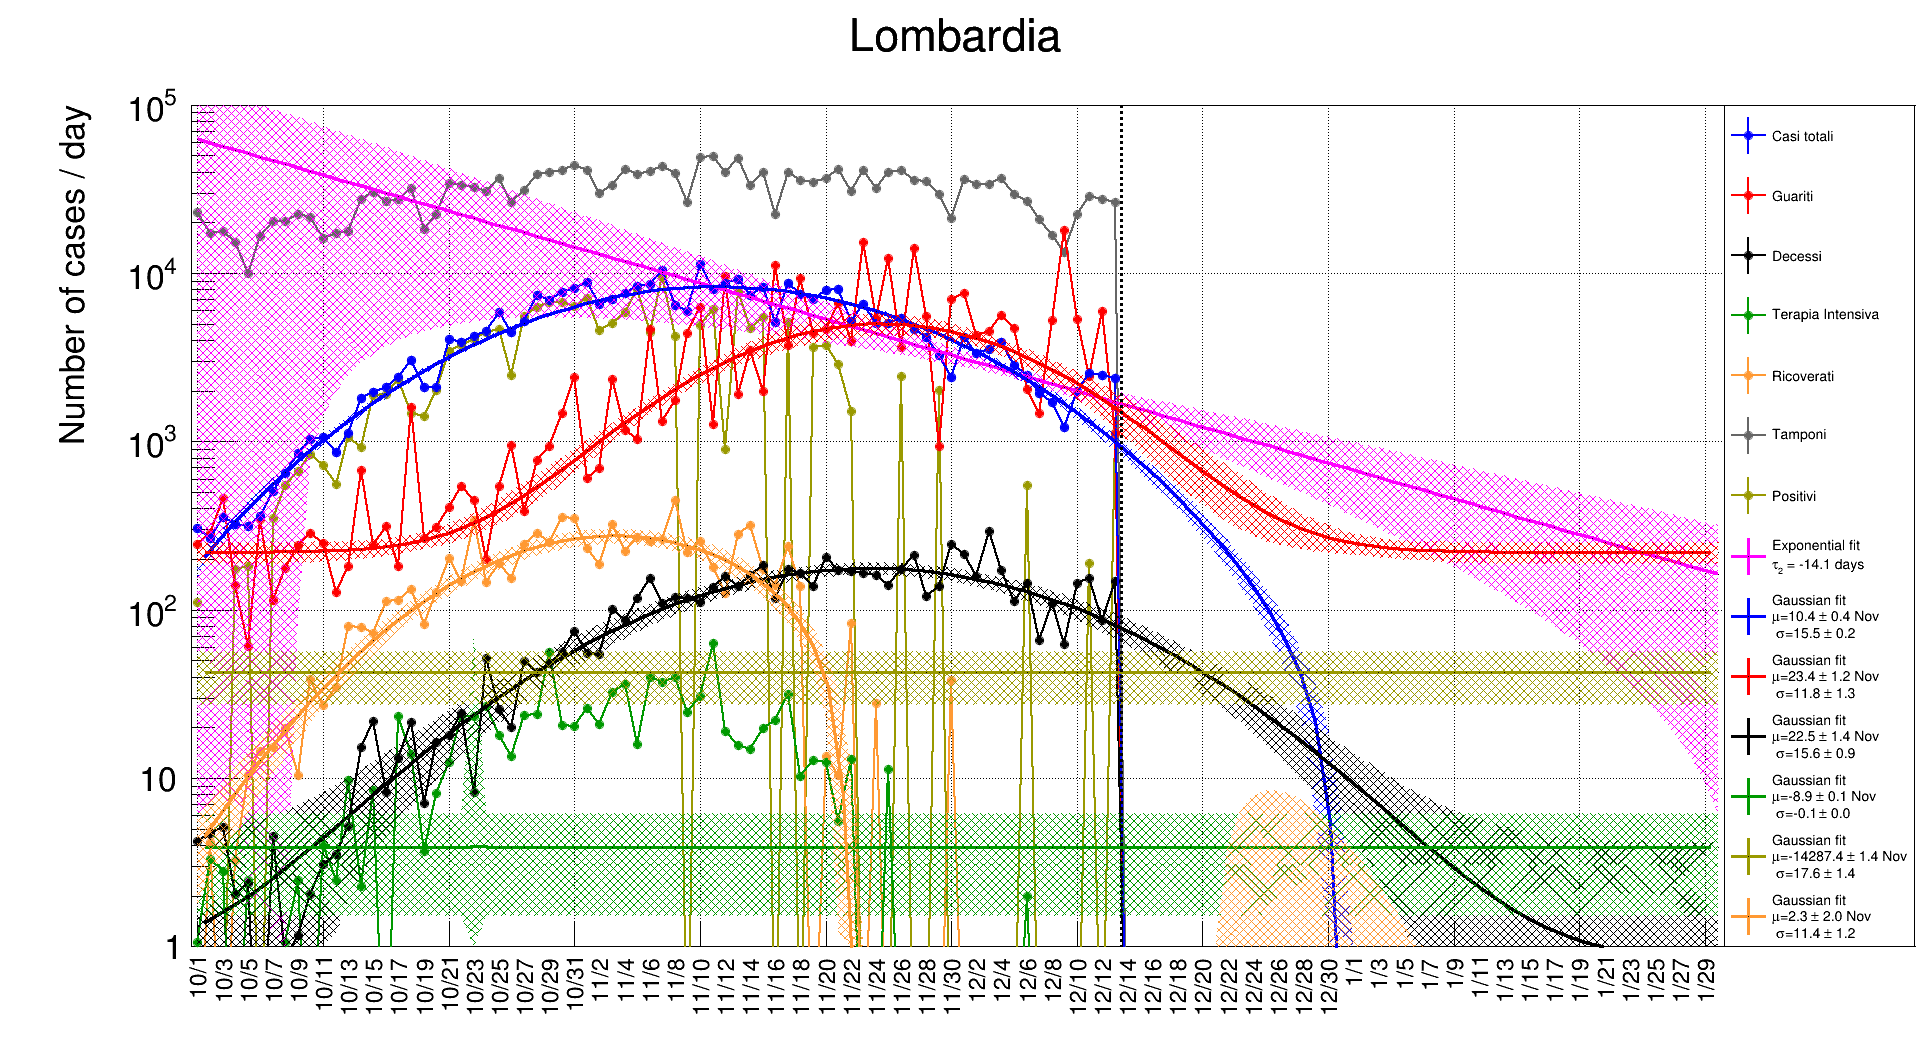 Lombardia
Number of cases / day
10^5
10^4
10^3
10^2
10
1
10/1
10/3
10/5
10/7
10/9
10/11
10/13
10/15
10/17
10/19
10/21
10/23
10/25
10/27
10/29
10/31
11/2
11/4
11/6
11/8
11/10
11/12
11/14
11/16
11/18
11/20
11/22
11/24
11/26
11/28
11/30
12/2
12/4
12/6
12/8
12/10
12/12
12/14
12/16
12/18
12/20
12/22
12/24
12/26
12/28
12/30
1/1
1/3
1/5
1/7
1/9
1/11
1/13
1/15
1/17
1/19
1/21
1/23
1/25
1/27
1/29
Casi totali
Guariti
Decessi
Terapia Intensiva
Ricoverati
Tamponi
Positivi
Exponential fit
τ₂ = -14.1 days
Gaussian fit
μ=10.4 ± 0.4 Nov
σ=15.5 ± 0.2
Gaussian fit
μ=23.4 ± 1.2 Nov
σ=11.8 ± 1.3
Gaussian fit
μ=22.5 ± 1.4 Nov
σ=15.6 ± 0.9
Gaussian fit
μ=-8.9 ± 0.1 Nov
σ=-0.1 ± 0.0
Gaussian fit
μ=-14287.4 ± 1.4 Nov
σ=17.6 ± 1.4
Gaussian fit
μ=2.3 ± 2.0 Nov
σ=11.4 ± 1.2